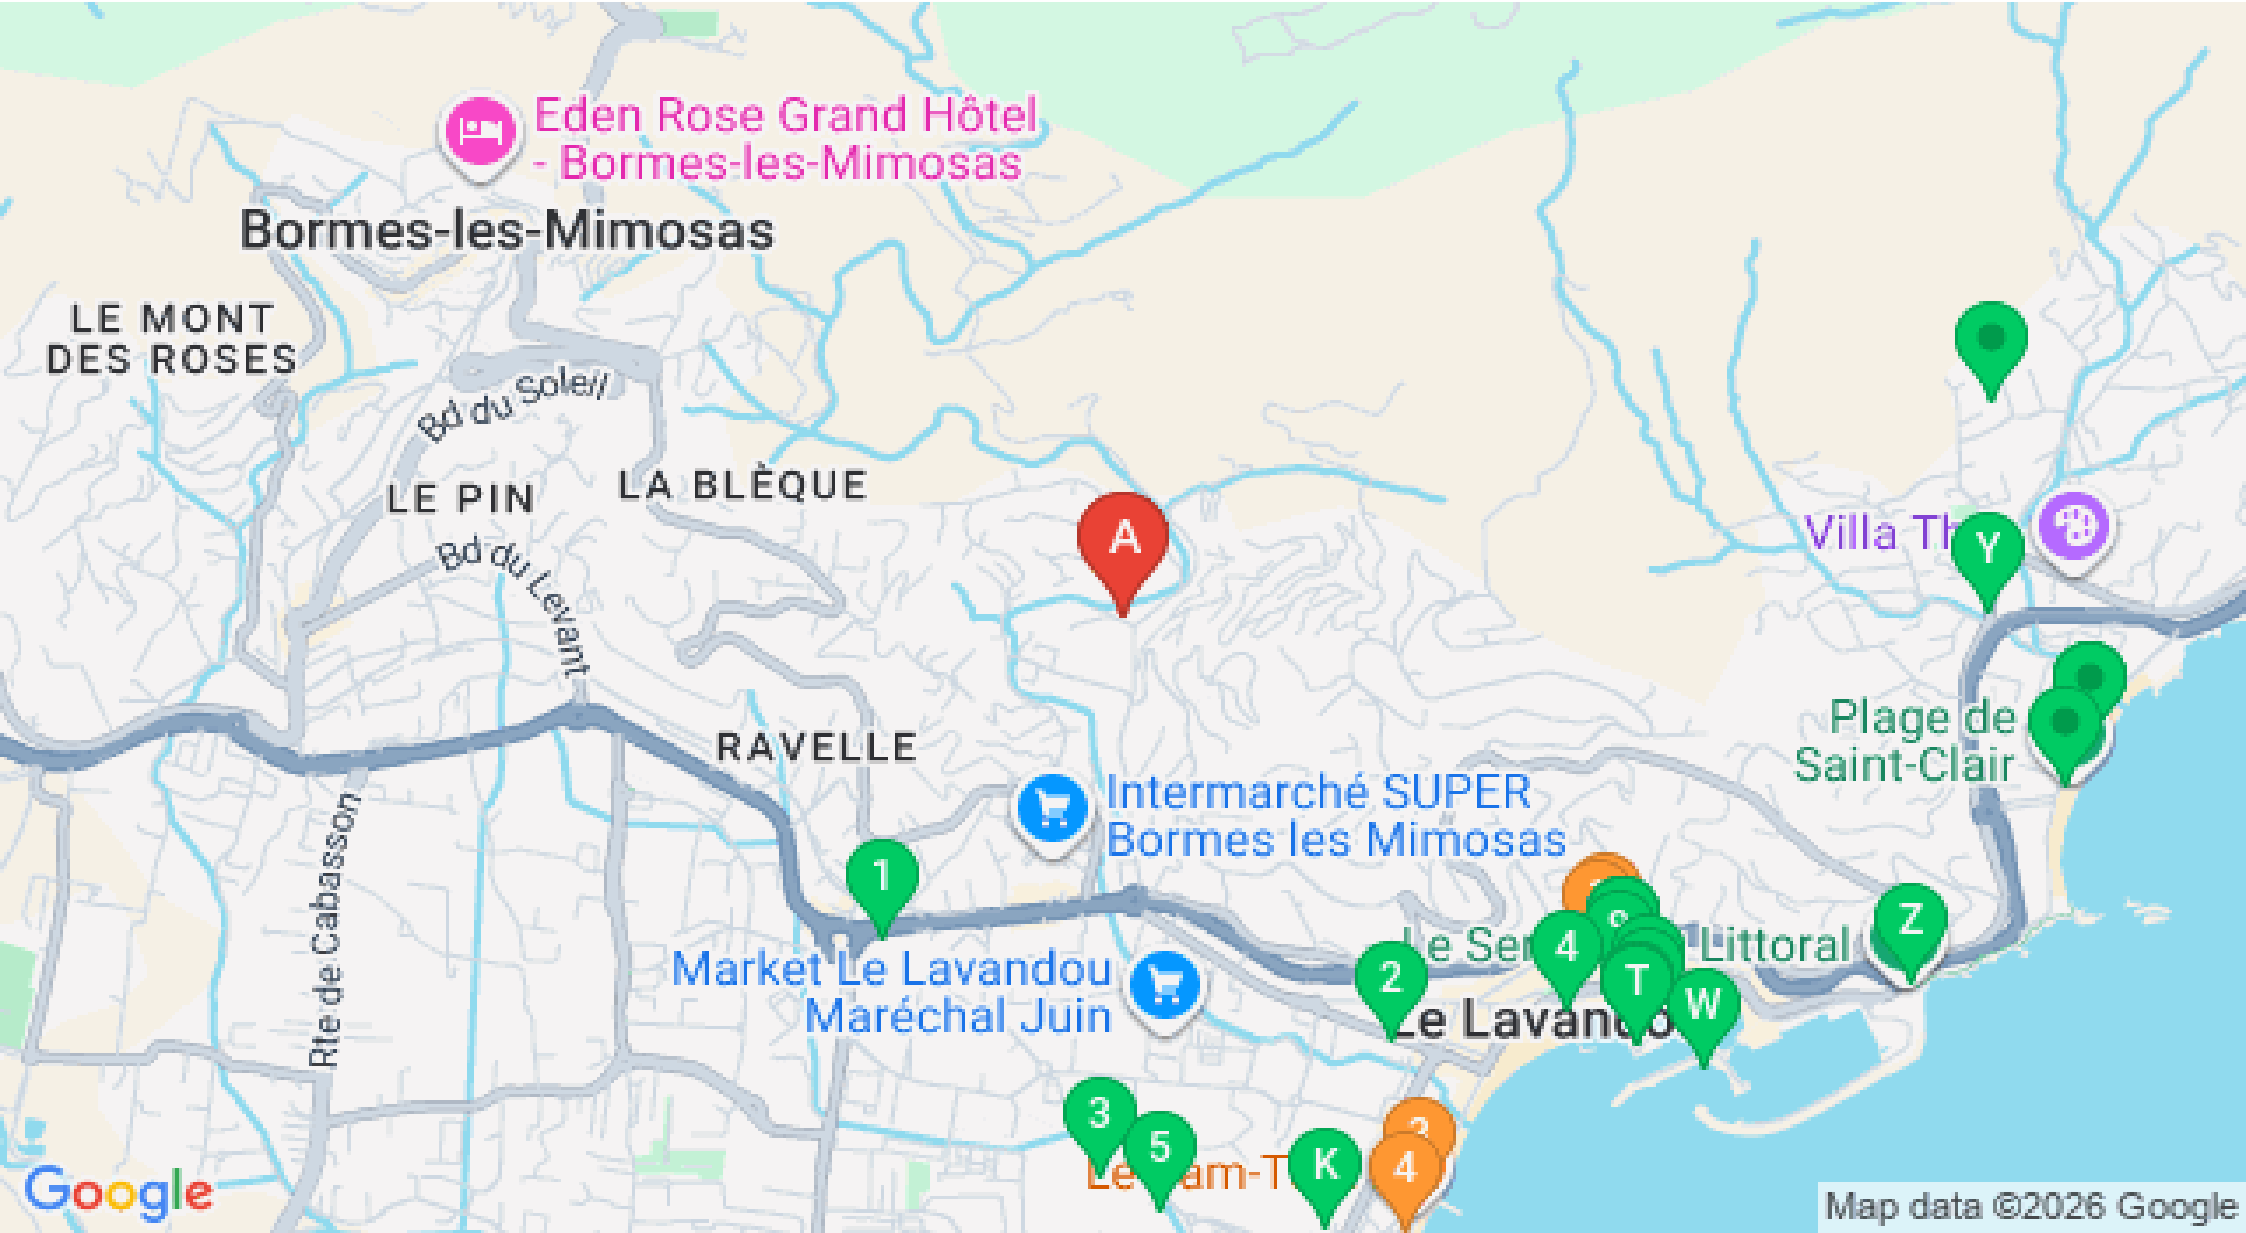 Eden Rose Grand Hôtel
- Bormes-les-Mimosas
Bormes-les-Mimosas
LE MONT
DES ROSES
Bd du Soleil
LE PIN
LA BLÈQUE
Bd du Levant
A
Villa
Y
RAVELLE
Plage de
Saint-Clair
Intermarché SUPER
Bormes les Mimosas
1
Rte de Cabasson
Market Le Lavandou
Maréchal Juin
2
4
Le
Littoral
Z
T
W
Le
3
5
K
4
Google
Map data ©2026 Google